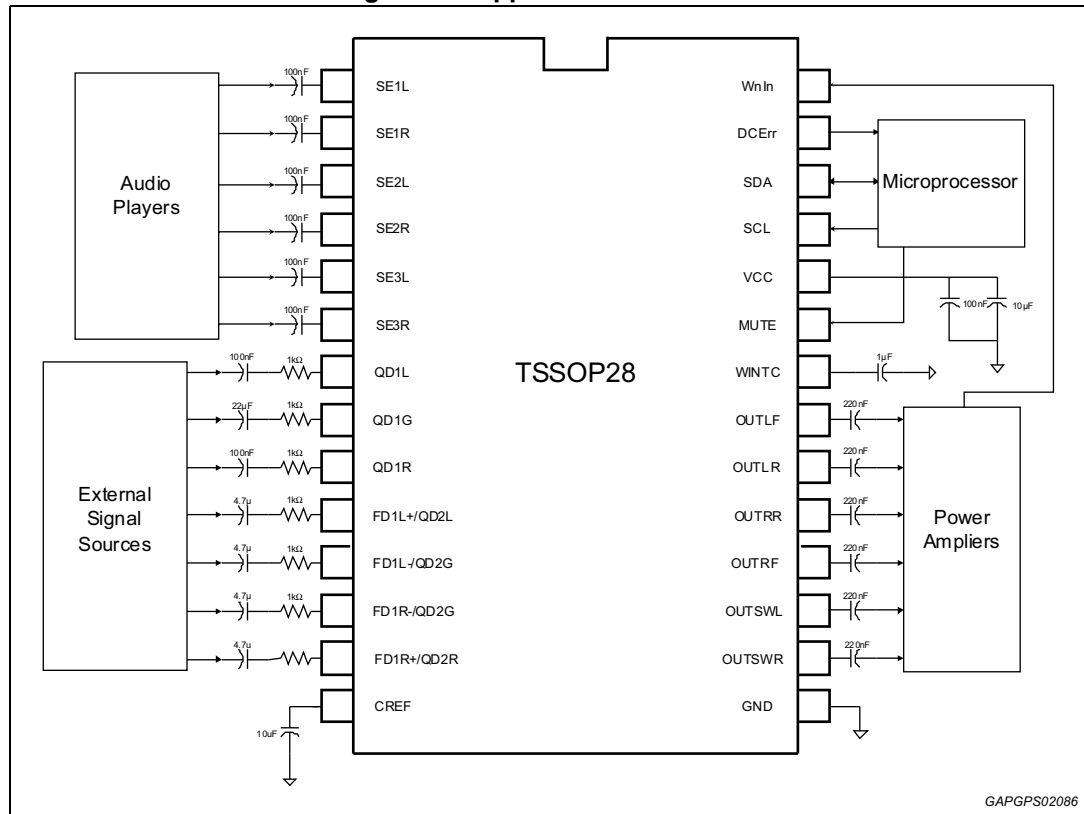 100nF SE1L
100nF SE1R
100nF SE2L
100nF SE2R
100nF SE3L
100nF SE3R
Audio
Players
100nF 1kΩ QD1L
22µF 1kΩ QD1G
100nF 1kΩ QD1R
4.7µ 1kΩ FD1L+/QD2L
4.7µ 1kΩ FD1L-/QD2G
4.7µ 1kΩ FD1R-/QD2G
4.7u FD1R+/QD2R
External
Signal
Sources
10uF CREF
TSSOP28
WnIn
DCErr
SDA
SCL
VCC
MUTE
WINTC 1µF
Microprocessor
100nF 10µF
OUTLF 220nF
OUTLR 220nF
OUTRR 220nF
OUTRF 220nF
OUTSWL 220nF
OUTSWR 220nF
GND
Power
Ampliers
GAPGPS02086